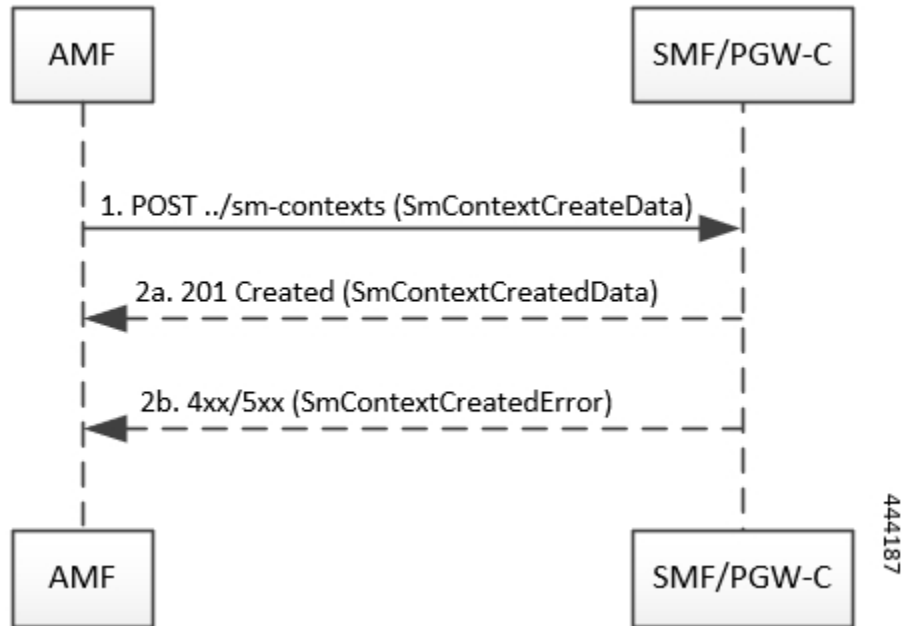 AMF
SMF/PGW-C
1. POST ../sm-contexts (SmContextCreateData)
2a. 201 Created (SmContextCreatedData)
2b. 4xx/5xx (SmContextCreatedError)
AMF
SMF/PGW-C
444187